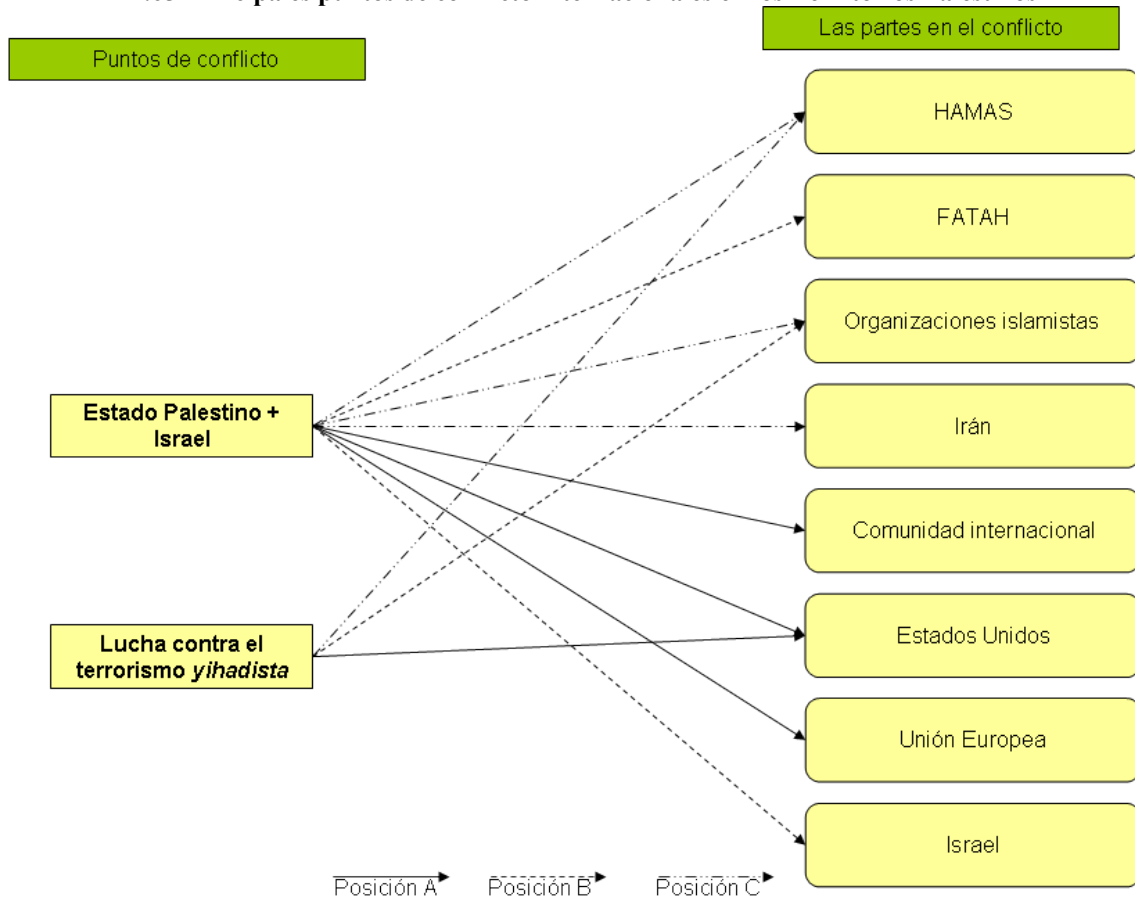 Puntos de conflicto
Las partes en el conflicto
HAMAS
FATAH
Organizaciones islamistas
Irán
Comunidad internacional
Estados Unidos
Unión Europea
Israel
Estado Palestino +
Israel
Lucha contra el
terrorismo yihadista
Posición A
Posición B
Posición C